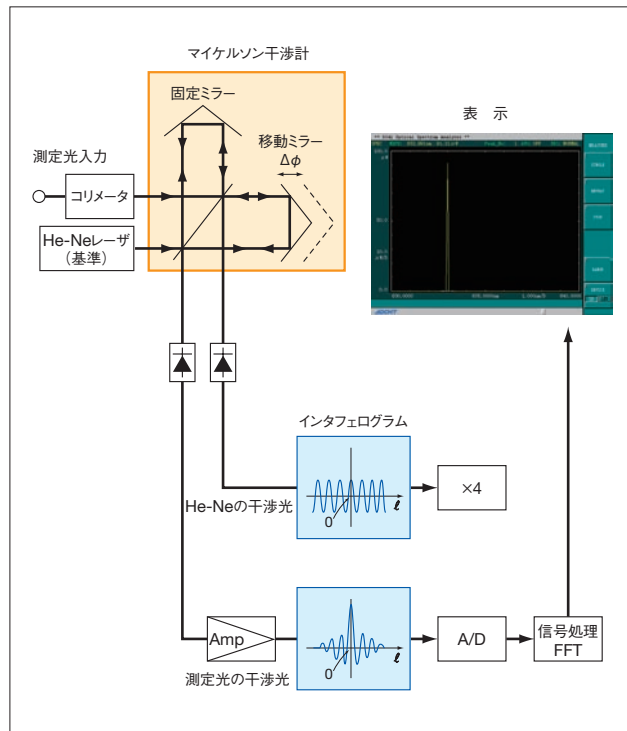 マイケルソン干渉計
固定ミラー
移動ミラー
Δφ
測定光入力
コリメータ
He-Neレーザ
(基準)
表 示
インタフェログラム
0
ℓ
×4
He-Neの干渉光
Amp
0
ℓ
A/D
信号処理
FFT
測定光の干渉光